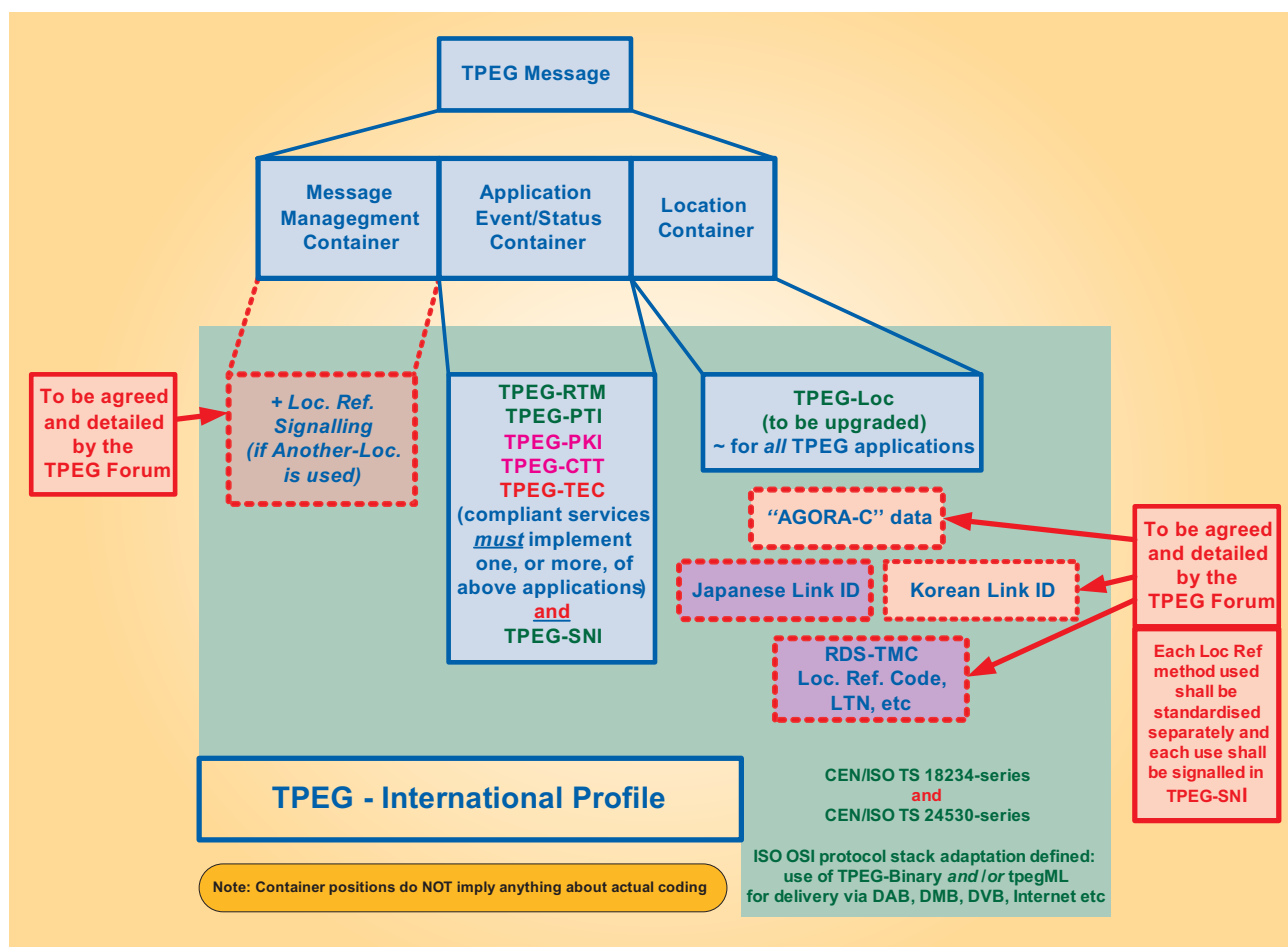 TPEG Message
Message
Managegment
Container
Application
Event/Status
Container
Location
Container
To be agreed
and detailed
by the
TPEG Forum
+ Loc. Ref.
Signalling
(if Another-Loc.
is used)
TPEG-RTM
TPEG-PTI
TPEG-PKI
TPEG-CTT
TPEG-TEC
(compliant services
must implement
one, or more, of
above applications)
and
TPEG-SNI
TPEG-Loc
(to be upgraded)
~ for all TPEG applications
“AGORA-C” data
Japanese Link ID
Korean Link ID
RDS-TMC
Loc. Ref. Code,
LTN, etc
To be agreed
and detailed
by the
TPEG Forum
Each Loc Ref
method used
shall be
standardised
separately and
each use shall
be signalled in
TPEG-SNI
TPEG - International Profile
CEN/ISO TS 18234-series
and
CEN/ISO TS 24530-series
ISO OSI protocol stack adaptation defined:
use of TPEG-Binary and / or tpegML
for delivery via DAB, DMB, DVB, Internet etc
Note: Container positions do NOT imply anything about actual coding